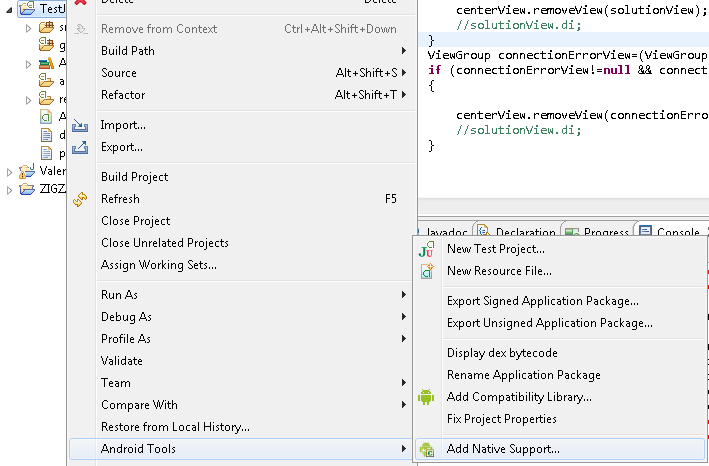 TestJ
Delete
Delete
Remove from Context Ctrl+Alt+Shift+Down
Build Path
Source Alt+Shift+S
Refactor Alt+Shift+T
Import...
Export...
Build Project
Refresh F5
Close Project
Close Unrelated Projects
Assign Working Sets...
Run As
Debug As
Profile As
Validate
Team
Compare With
Restore from Local History...
Android Tools
sr
g
A
a
re
A
d
p
Valer
ZIGZ
centerView.removeView(solutionView);
//solutionView.di;
}
ViewGroup connectionErrorView=(ViewGroup
if (connectionErrorView!=null && connect
{
centerView.removeView(connectionErro
//solutionView.di;
}
Javadoc Declaration Progress Console
New Test Project...
New Resource File...
Export Signed Application Package...
Export Unsigned Application Package...
Display dex bytecode
Rename Application Package
Add Compatibility Library...
Fix Project Properties
Add Native Support...